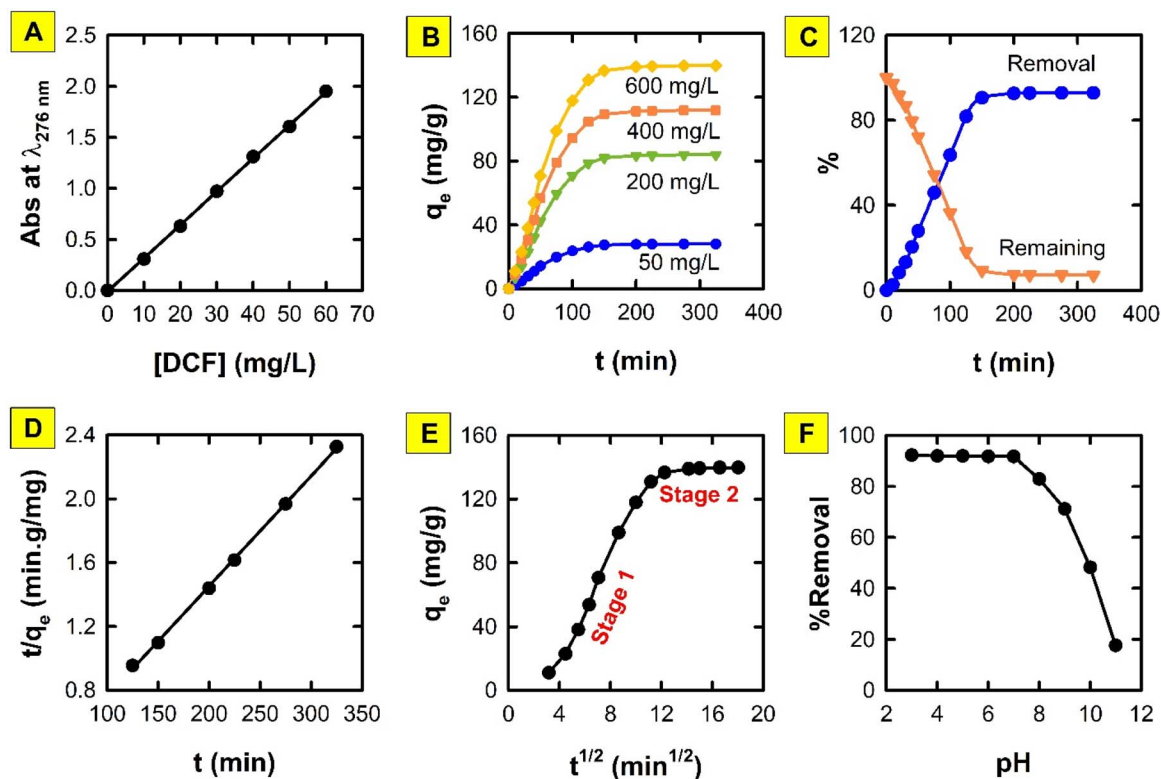 A
Abs at λ276 nm
2.5
2.0
1.5
1.0
0.5
0.0
0 10 20 30 40 50 60 70
[DCF] (mg/L)
B
qe (mg/g)
160
120
80
40
0
600 mg/L
400 mg/L
200 mg/L
50 mg/L
0 100 200 300 400
t (min)
C
%
120
80
40
0
Removal
Remaining
0 100 200 300 400
t (min)
D
t/qe (min.g/mg)
2.4
2.0
1.6
1.2
0.8
100 150 200 250 300 350
t (min)
E
qe (mg/g)
160
120
80
40
0
Stage 1
Stage 2
0 4 8 12 16 20
t1/2 (min1/2)
F
%Removal
100
80
60
40
20
0
2 4 6 8 10 12
pH